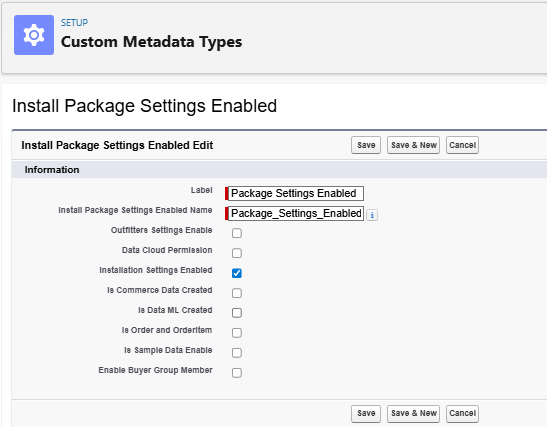 SETUP
Custom Metadata Types
Install Package Settings Enabled
Install Package Settings Enabled Edit Save Save & New Cancel
Information
Label Package Settings Enabled
Install Package Settings Enabled Name Package_Settings_Enabled i
Outfitters Settings Enable
Data Cloud Permission
Installation Settings Enabled
Is Commerce Data Created
Is Data ML Created
Is Order and OrderItem
Is Sample Data Enable
Enable Buyer Group Member
Save Save & New Cancel